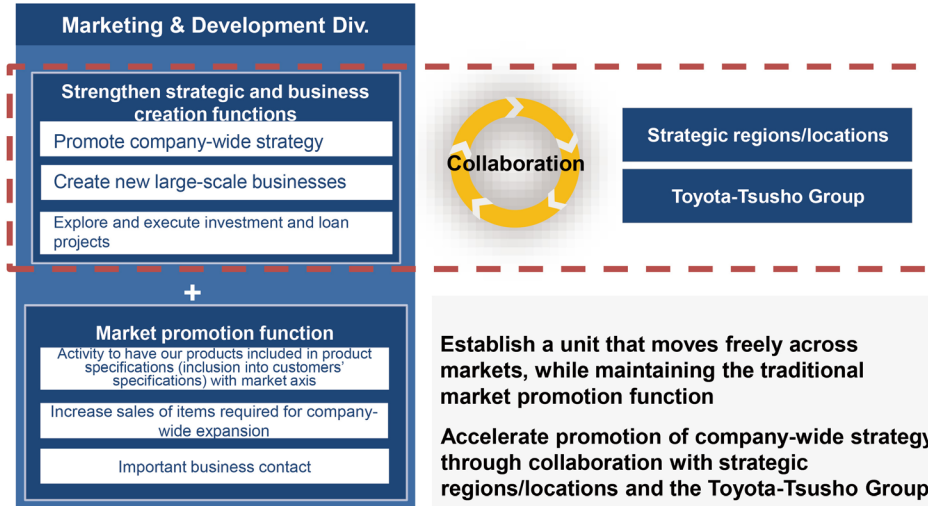 Marketing & Development Div.
Strengthen strategic and business
creation functions
Promote company-wide strategy
Create new large-scale businesses
Explore and execute investment and loan
projects
Collaboration
Strategic regions/locations
Toyota-Tsusho Group
+
Market promotion function
Activity to have our products included in product
specifications (inclusion into customers'
specifications) with market axis
Increase sales of items required for company-
wide expansion
Important business contact
Establish a unit that moves freely across
markets, while maintaining the traditional
market promotion function
Accelerate promotion of company-wide strategy
through collaboration with strategic
regions/locations and the Toyota-Tsusho Group